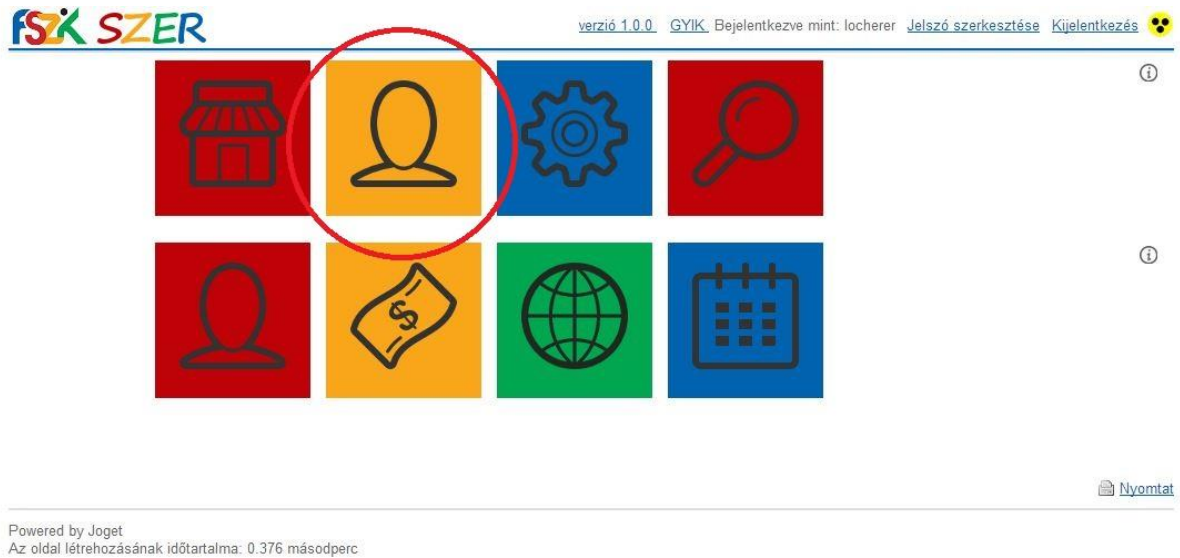 FSZK SZER
verzió 1.0.0 GYIK Bejelentkezve mint: locherer Jelszó szerkesztése Kijelentkezés
$
Nyomtat
Powered by Joget
Az oldal létrehozásának időtartalma: 0.376 másodperc